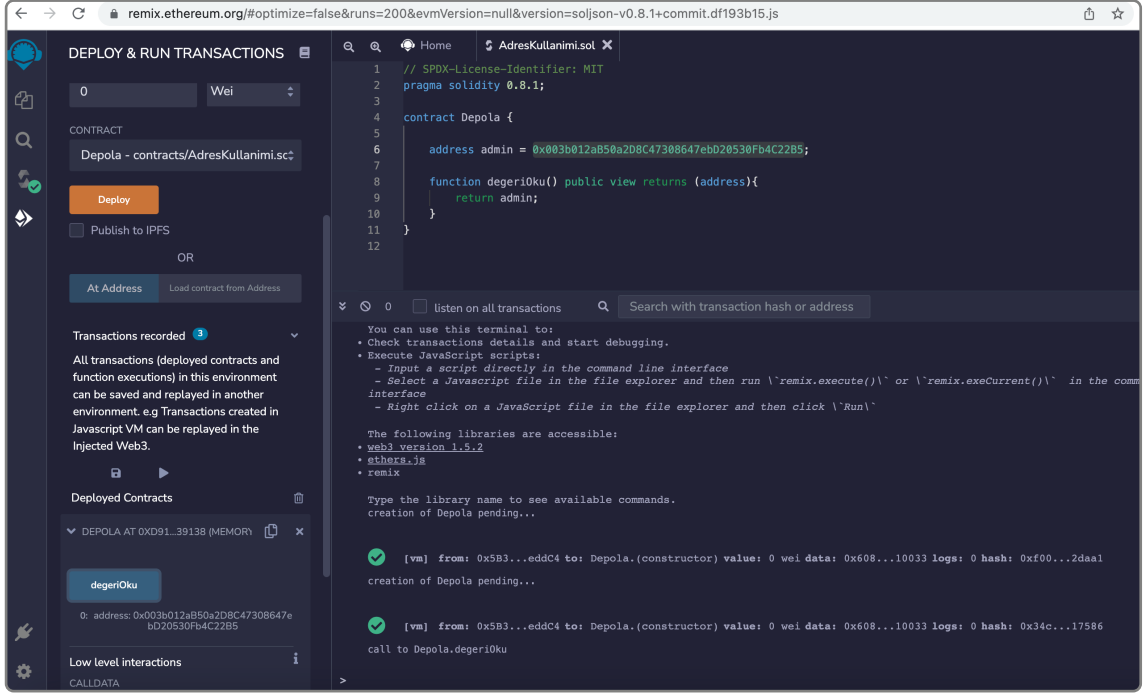 remix.ethereum.org/#optimize=false&runs=200&evmVersion=null&version=soljson-v0.8.1+commit.df193b15.js
DEPLOY & RUN TRANSACTIONS
0
Wei
CONTRACT
Depola - contracts/AdresKullanimi.sc
Deploy
Publish to IPFS
OR
At Address
Load contract from Address
Transactions recorded 3
All transactions (deployed contracts and
function executions) in this environment
can be saved and replayed in another
environment. e.g Transactions created in
Javascript VM can be replayed in the
Injected Web3.
Deployed Contracts
DEPOLA AT 0XD91...39138 (MEMORY
degeriOku
0: address: 0x003b012aB50a2D8C47308647e
bD20530Fb4C22B5
Low level interactions
i
CALLDATA
Home
AdresKullanimi.sol
1 // SPDX-License-Identifier: MIT
2 pragma solidity 0.8.1;
3
4 contract Depola {
5
6 address admin = 0x003b012aB50a2D8C47308647ebD20530Fb4C22B5;
7
8 function degeriOku() public view returns (address){
9 return admin;
10 }
11 }
12
0
listen on all transactions
Search with transaction hash or address
You can use this terminal to:
• Check transactions details and start debugging.
• Execute JavaScript scripts:
- Input a script directly in the command line interface
- Select a Javascript file in the file explorer and then run \`remix.execute()\` or \`remix.exeCurrent()\` in the comm
interface
- Right click on a JavaScript file in the file explorer and then click \`Run\`
The following libraries are accessible:
• web3 version 1.5.2
• ethers.js
• remix
Type the library name to see available commands.
creation of Depola pending...
[vm] from: 0x5B3...eddC4 to: Depola.(constructor) value: 0 wei data: 0x608...10033 logs: 0 hash: 0xf00...2daa1
creation of Depola pending...
[vm] from: 0x5B3...eddC4 to: Depola.(constructor) value: 0 wei data: 0x608...10033 logs: 0 hash: 0x34c...17586
call to Depola.degeriOku
>